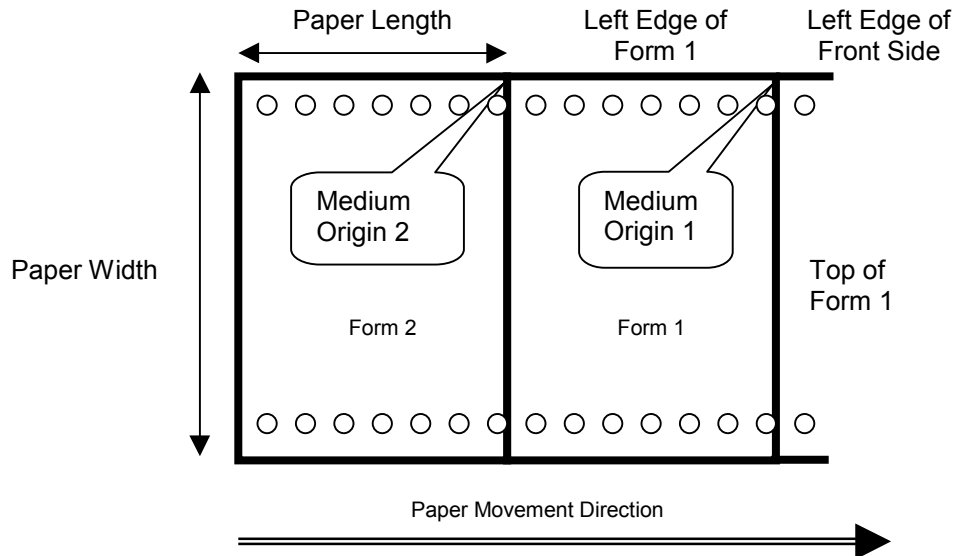 Paper Length
Left Edge of
Form 1
Left Edge of
Front Side
Medium
Origin 2
Medium
Origin 1
Paper Width
Top of
Form 1
Form 2
Form 1
Paper Movement Direction